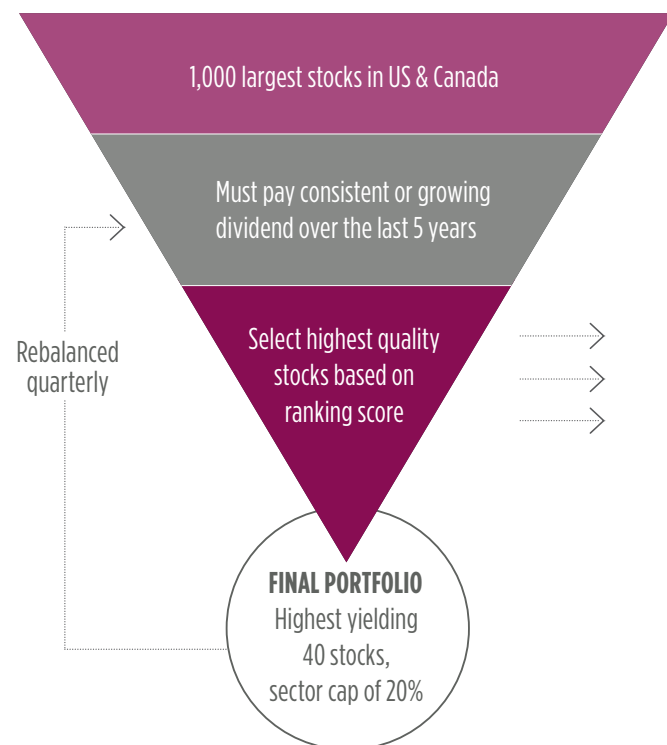 1,000 largest stocks in US & Canada
Must pay consistent or growing
dividend over the last 5 years
Select highest quality
stocks based on
ranking score
Rebalanced
quarterly
FINAL PORTFOLIO
Highest yielding
40 stocks,
sector cap of 20%